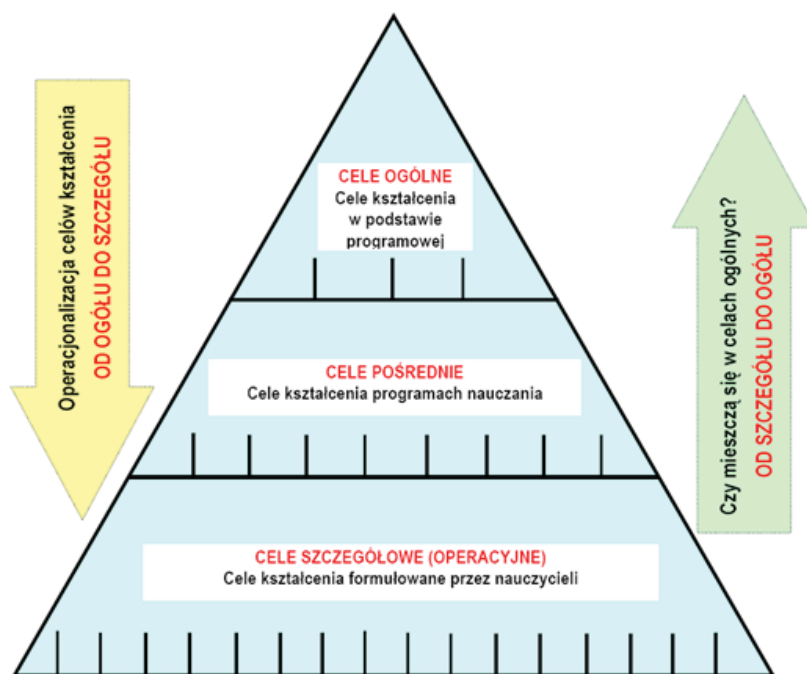 Operacjonalizacja celów kształcenia
OD OGÓŁU DO SZCZEGÓŁU
CELE OGÓLNE
Cele kształcenia
w podstawie
programowej
CELE POŚREDNIE
Cele kształcenia programach nauczania
CELE SZCZEGÓŁOWE (OPERACYJNE)
Cele kształcenia formułowane przez nauczycieli
Czy mieszczą się w celach ogólnych?
OD SZCZEGÓŁU DO OGÓŁU